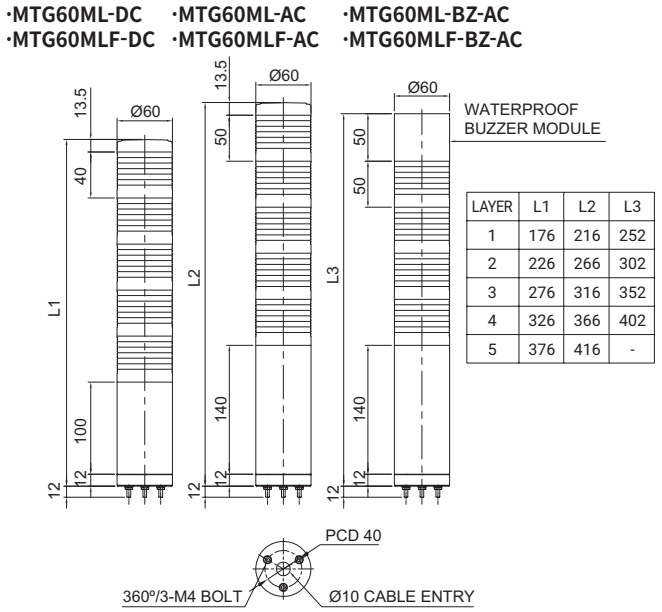 ·MTG60ML-DC ·MTG60ML-AC ·MTG60ML-BZ-AC
·MTG60MLF-DC ·MTG60MLF-AC ·MTG60MLF-BZ-AC
13.5
Ø60
40
L1
100
12
12
13.5
Ø60
50
L2
140
12
12
Ø60
50
50
L3
140
12
12
WATERPROOF
BUZZER MODULE
LAYER L1 L2 L3
1 176 216 252
2 226 266 302
3 276 316 352
4 326 366 402
5 376 416 -
PCD 40
360º/3-M4 BOLT
Ø10 CABLE ENTRY